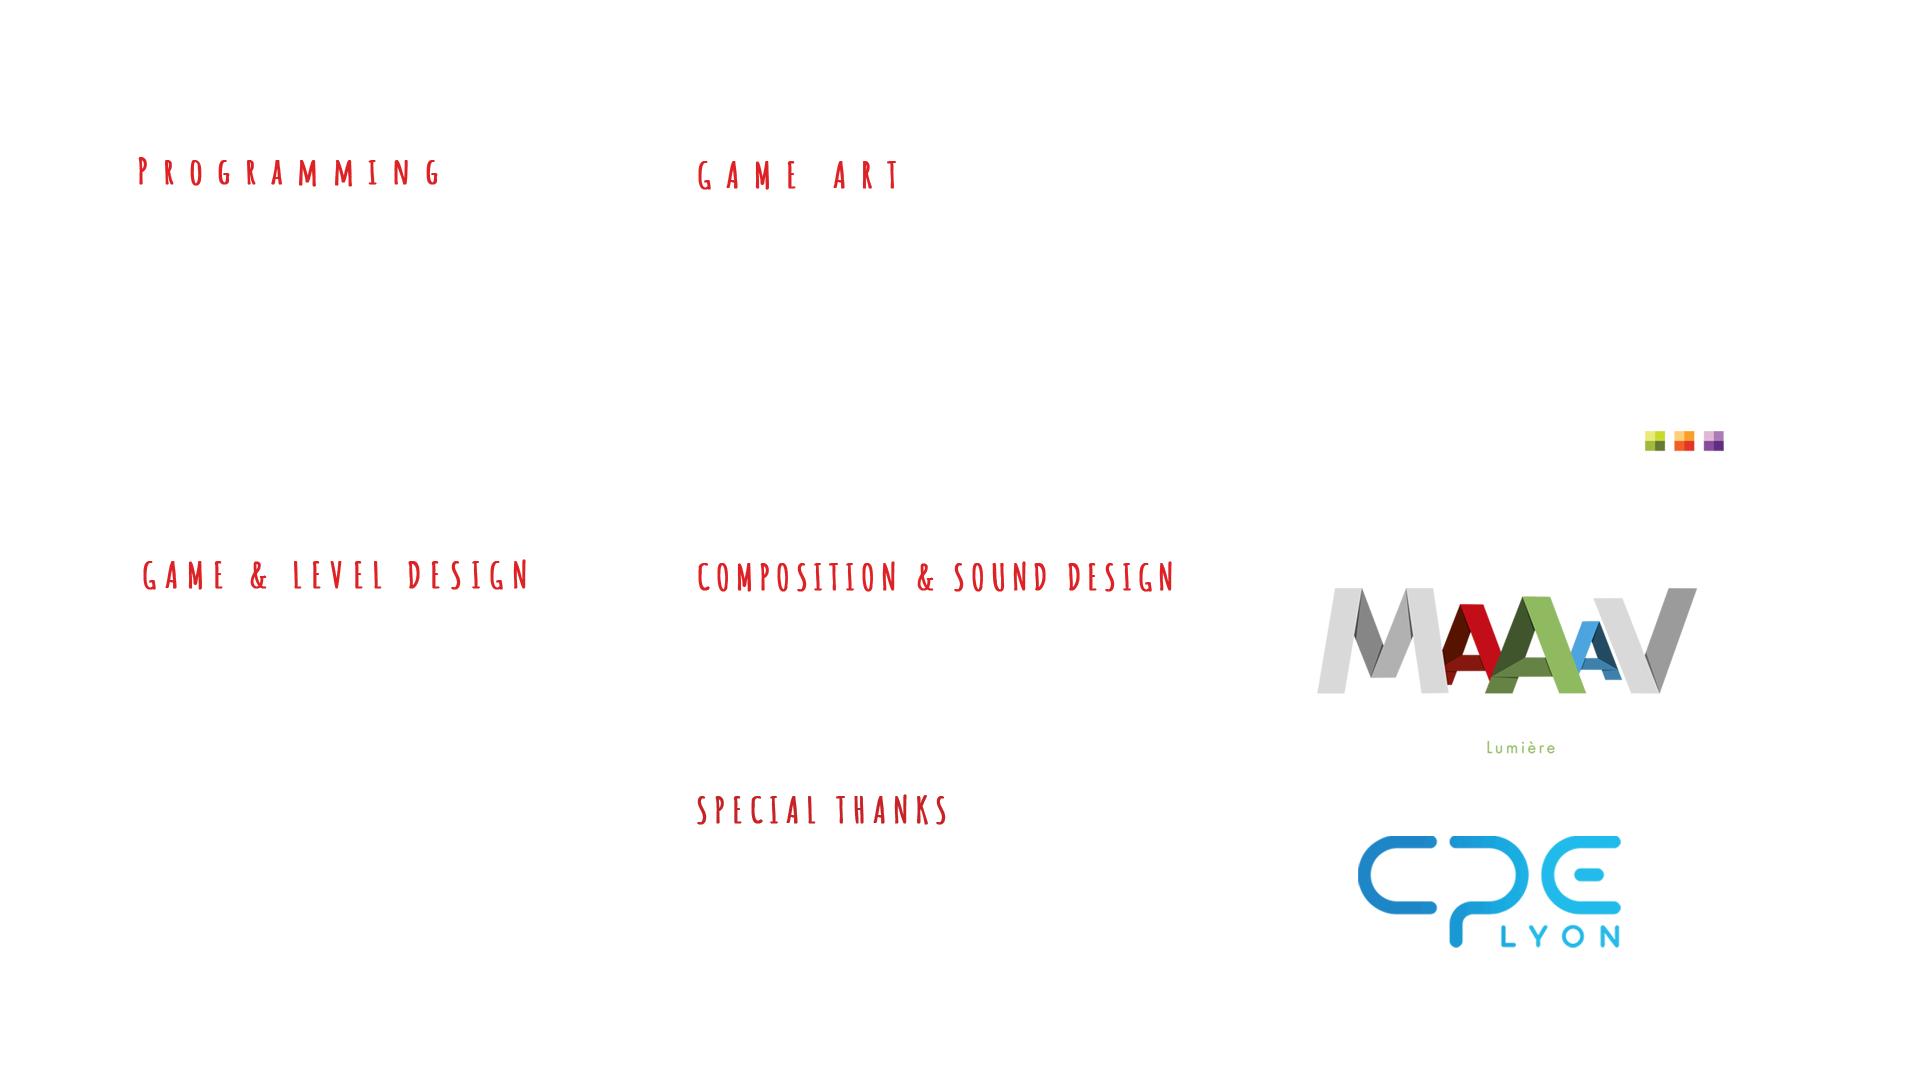 PROGRAMMING
GAME ART
GAME & LEVEL DESIGN
COMPOSITION & SOUND DESIGN
SPECIAL THANKS
MAAAV
Lumière
CPE
LYON